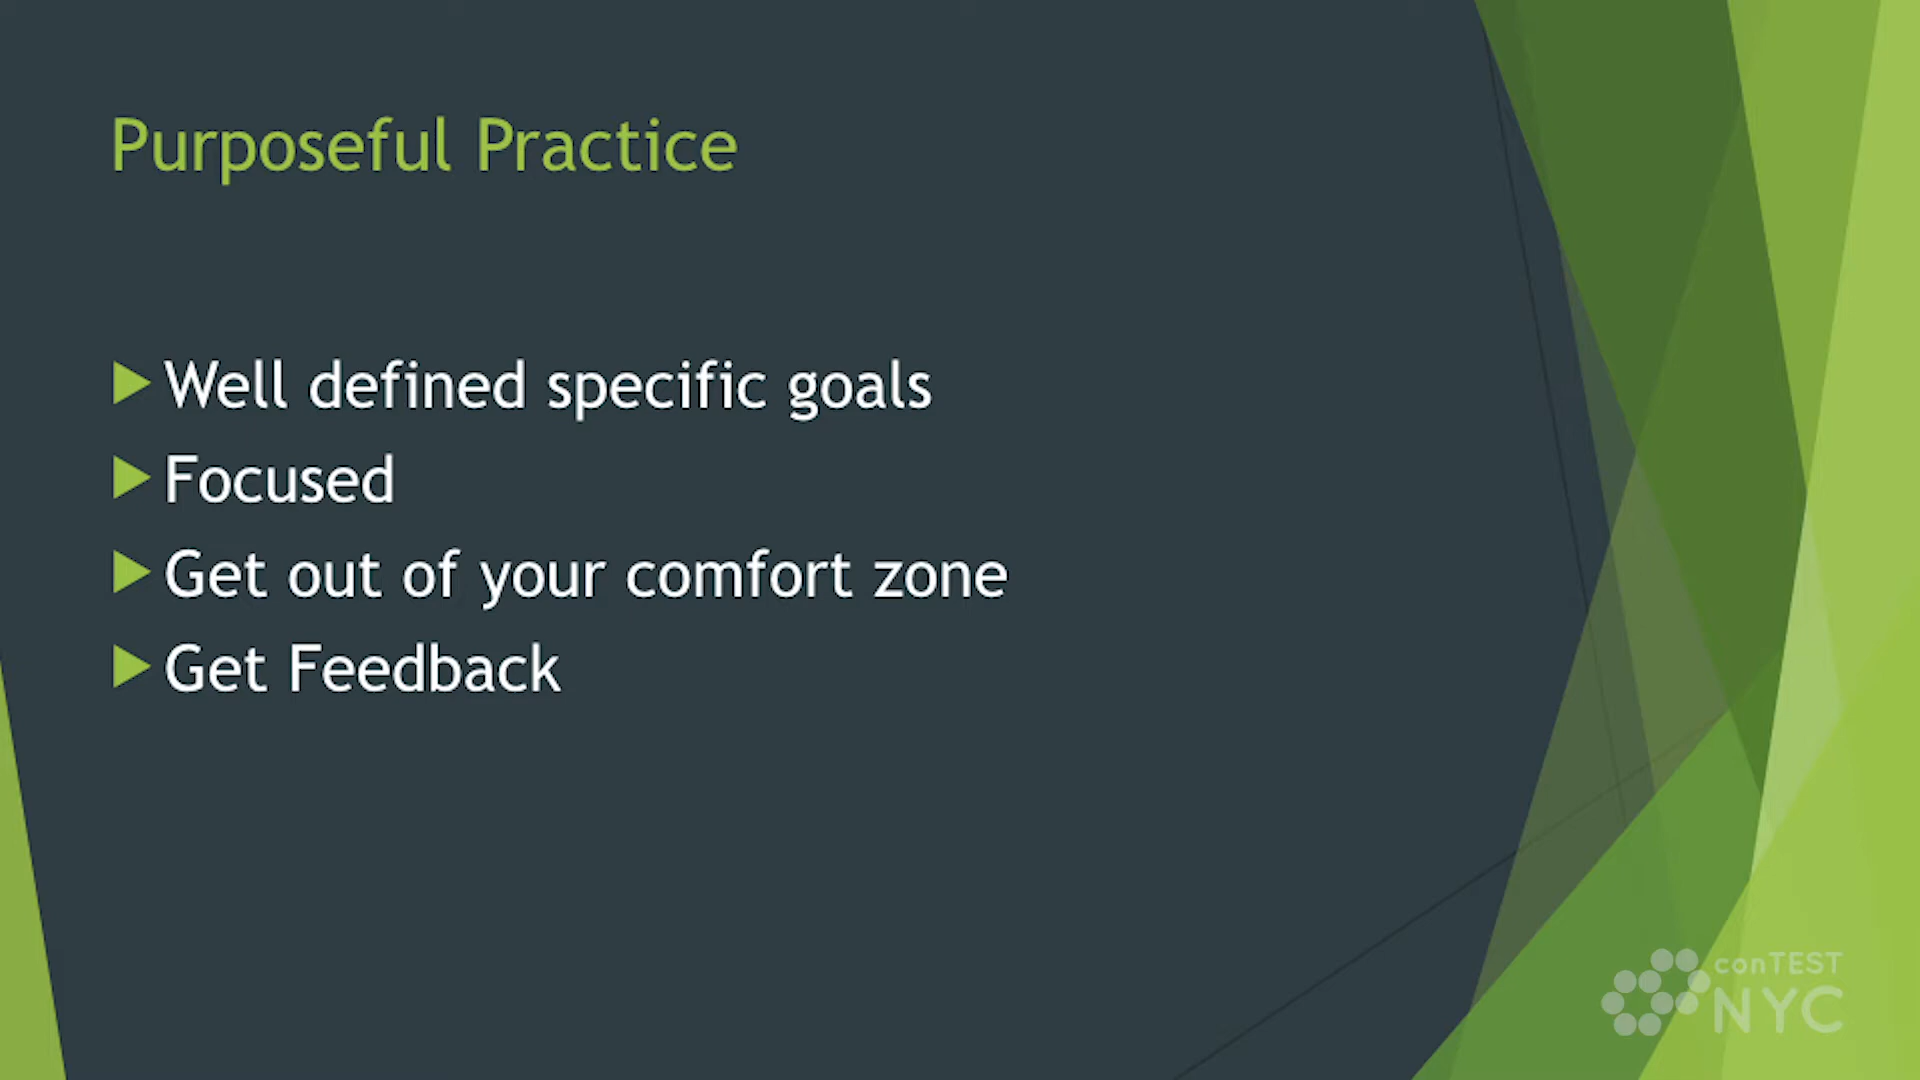 Purposeful Practice
Well defined specific goals
Focused
Get out of your comfort zone
Get Feedback
conTEST
NYC